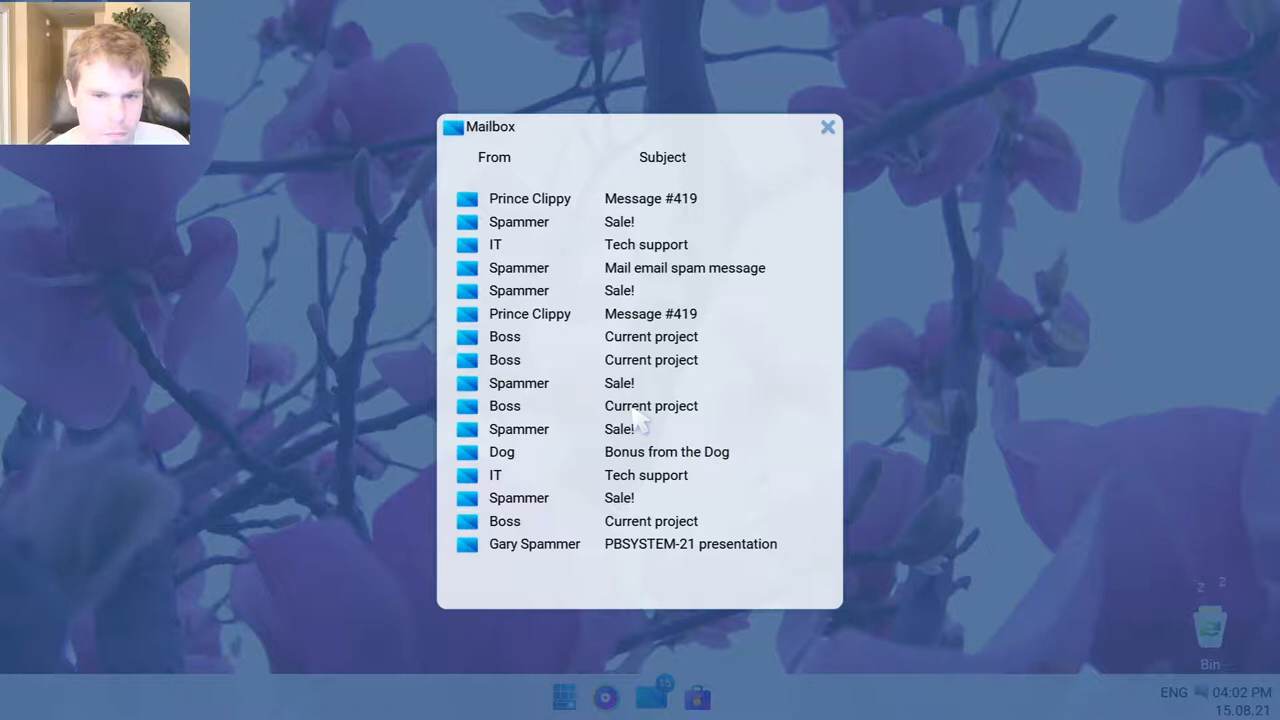 Mailbox
From Subject
Prince Clippy Message #419
Spammer Sale!
IT Tech support
Spammer Mail email spam message
Spammer Sale!
Prince Clippy Message #419
Boss Current project
Boss Current project
Spammer Sale!
Boss Current project
Spammer Sale!
Dog Bonus from the Dog
IT Tech support
Spammer Sale!
Boss Current project
Gary Spammer PBSYSTEM-21 presentation
z z
Bin
15
ENG 04:02 PM
15.08.21